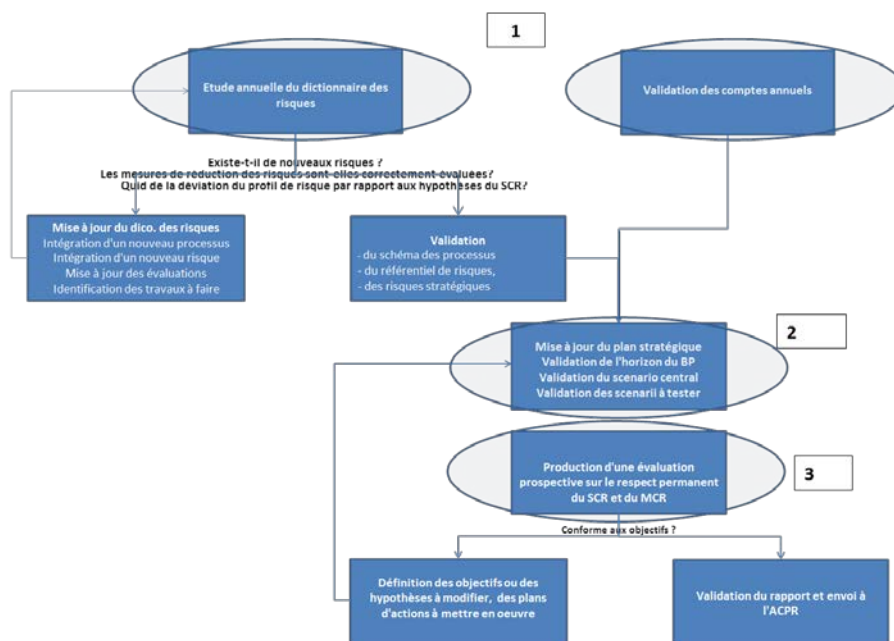 1
Etude annuelle du dictionnaire des
risques
Validation des comptes annuels
Existe-t-il de nouveaux risques ?
Les mesures de réduction des risques sont-elles correctement évaluées?
Quid de la déviation du profil de risque par rapport aux hypothèses du SCR?
Mise à jour du dico. des risques
Intégration d'un nouveau processus
Intégration d'un nouveau risque
Mise à jour des évaluations
Identification des travaux à faire
Validation
- du schéma des processus
- du référentiel de risques,
- des risques stratégiques
2
Mise à jour du plan stratégique
Validation de l'horizon du BP
Validation du scenario central
Validation des scenarii à tester
3
Production d'une évaluation
prospective sur le respect permanent
du SCR et du MCR
Conforme aux objectifs ?
Définition des objectifs ou des
hypothèses à modifier, des plans
d'actions à mettre en oeuvre
Validation du rapport et envoi à
l'ACPR